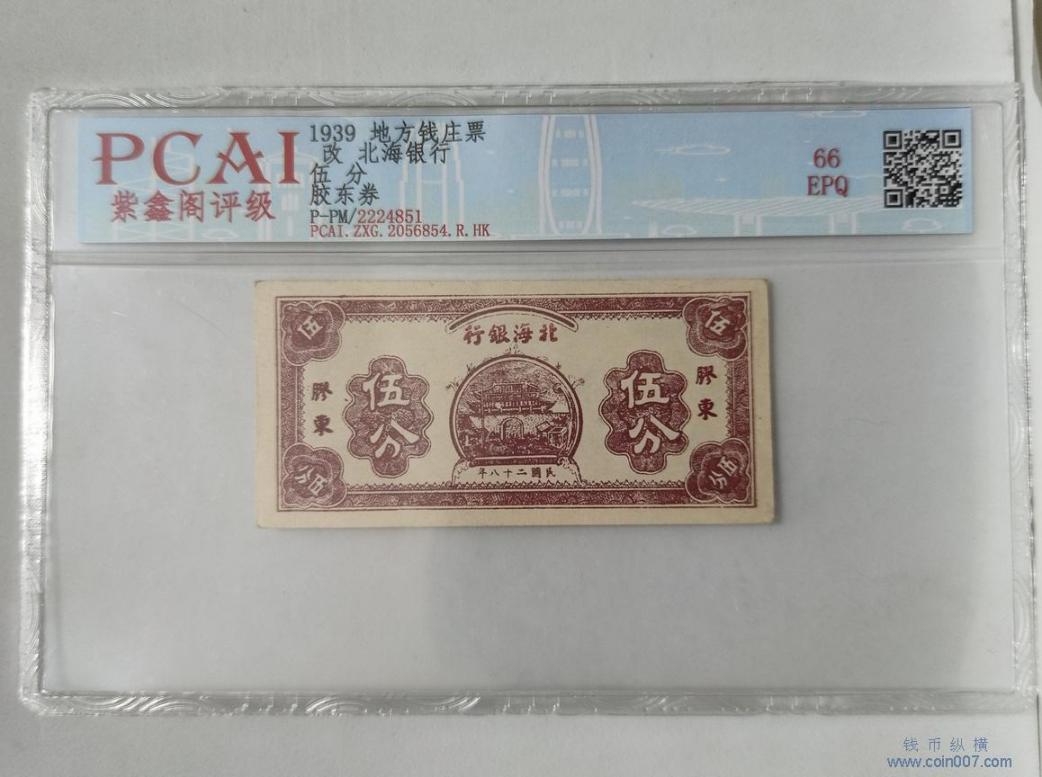 PCAI
紫鑫阁评级
1939 地方钱庄票
改 北海银行
伍 分
胶东券
P-PM/2224851
PCAI.ZXG.2056854.R.HK
66
EPQ
行銀海北
伍
伍
膠東
伍分
伍分
膠東
伍分
年八十二國民
伍分
钱币纵横
www.coin007.com